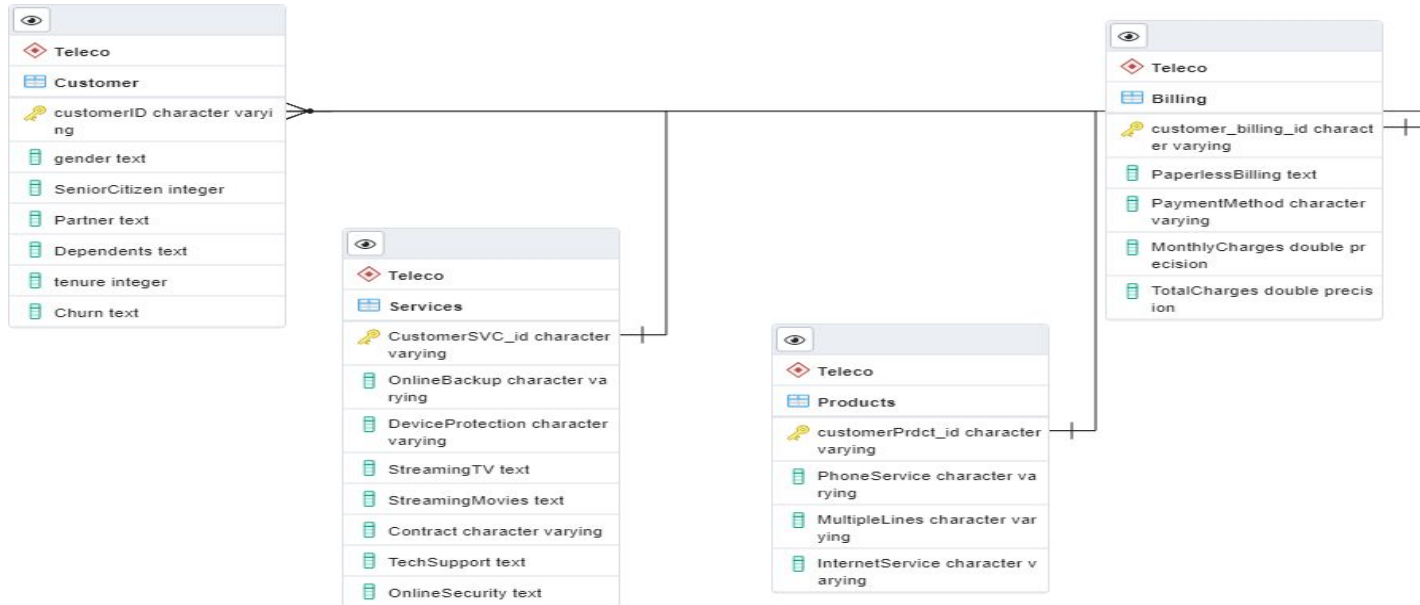 Teleco
Customer
customerID character varyi
ng
gender text
SeniorCitizen integer
Partner text
Dependents text
tenure integer
Churn text
Teleco
Services
CustomerSVC_id character
varying
OnlineBackup character va
rying
DeviceProtection character
varying
StreamingTV text
StreamingMovies text
Contract character varying
TechSupport text
OnlineSecurity text
Teleco
Products
customerPrdct_id character
varying
PhoneService character va
rying
MultipleLines character var
ying
InternetService character v
arying
Teleco
Billing
customer_billing_id charact
er varying
PaperlessBilling text
PaymentMethod character
varying
MonthlyCharges double pr
ecision
TotalCharges double precis
ion